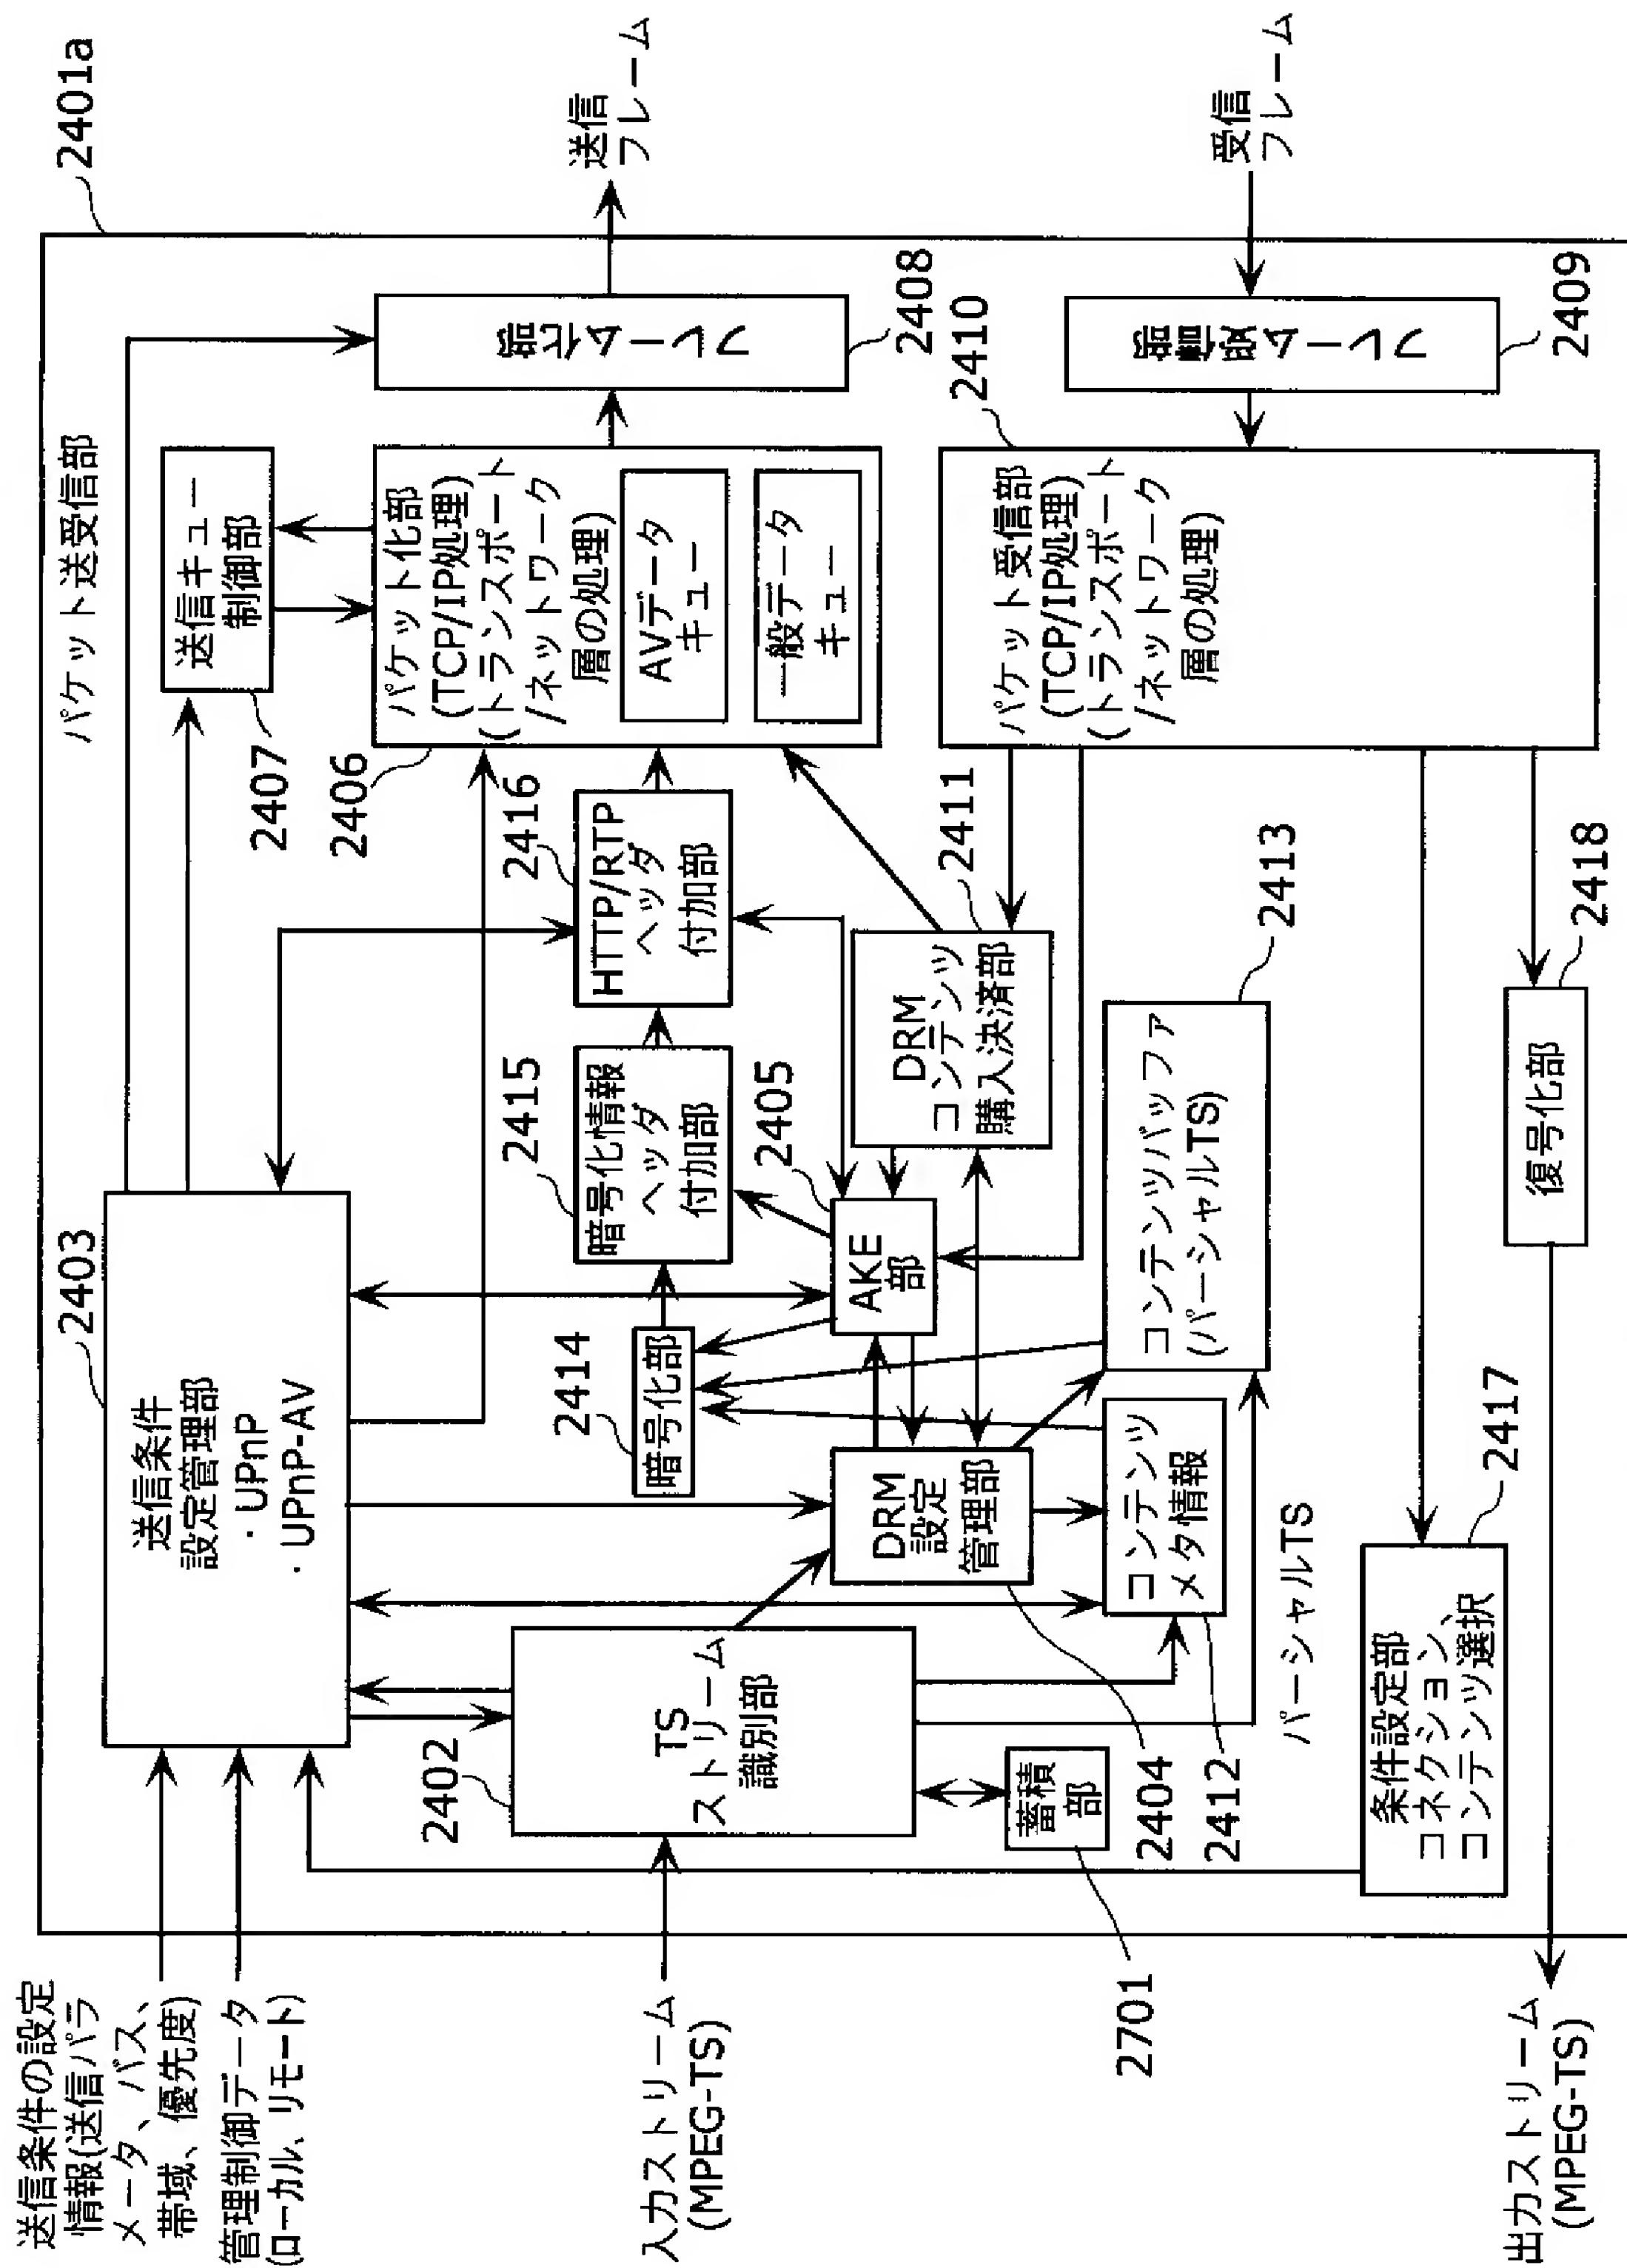 2401a
パケット送受信部
送信条件の設定
情報(送信パラ
メータ、バス、
帯域、優先度)
管理制御データ
(ローカル、リモート)
2403
送信条件
設定管理部
・UPnP
・UPnP-AV
2407
送信キュー
制御部
2406
パケット化部
(TCP/IP処理)
(トランスポート
/ネットワーク
層の処理)
AVデータ
キュー
一般データ
キュー
フレーム化部
2408
送信
フレーム
2402
TS
ストリーム
識別部
入力ストリーム
(MPEG-TS)
2414
暗号化部
2415
暗号化情報
ヘッダ
付加部
2416
HTTP/RTP
ヘッダ
付加部
2405
AKE
部
DRM
設定
管理部
2404
DRM
コンテンツ
購入決済部
2411
蓄積
部
2701
コンテンツ
メタ情報
2412
コンテンツバッファ
(パーシャルTS)
2413
パーシャルTS
2410
パケット受信部
(TCP/IP処理)
(トランスポート
/ネットワーク
層の処理)
フレーム受信部
2409
受信
フレーム
条件設定部
コネクション、
コンテンツ選択
2417
復号化部
2418
出力ストリーム
(MPEG-TS)